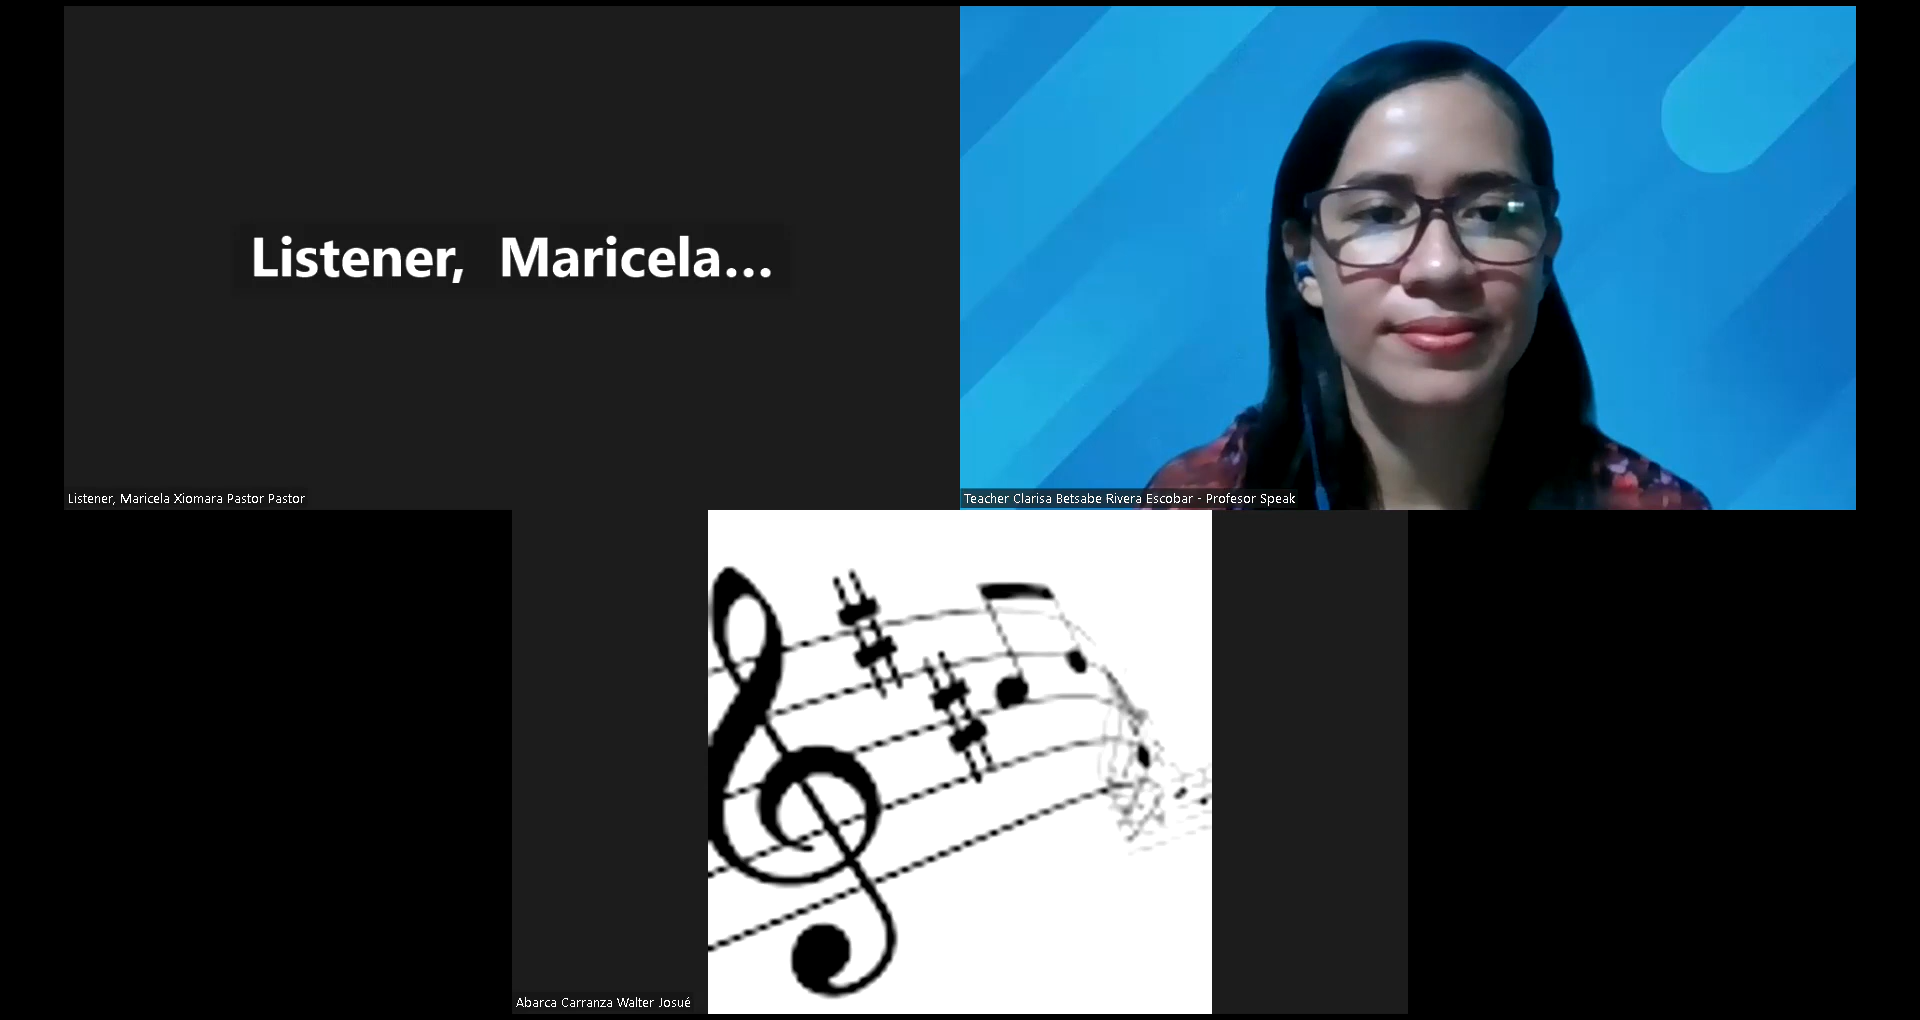 Listener, Maricela...
Listener, Maricela Xiomara Pastor Pastor
Teacher Clarisa Betsabe Rivera Escobar - Profesor Speak
Abarca Carranza Walter Josué